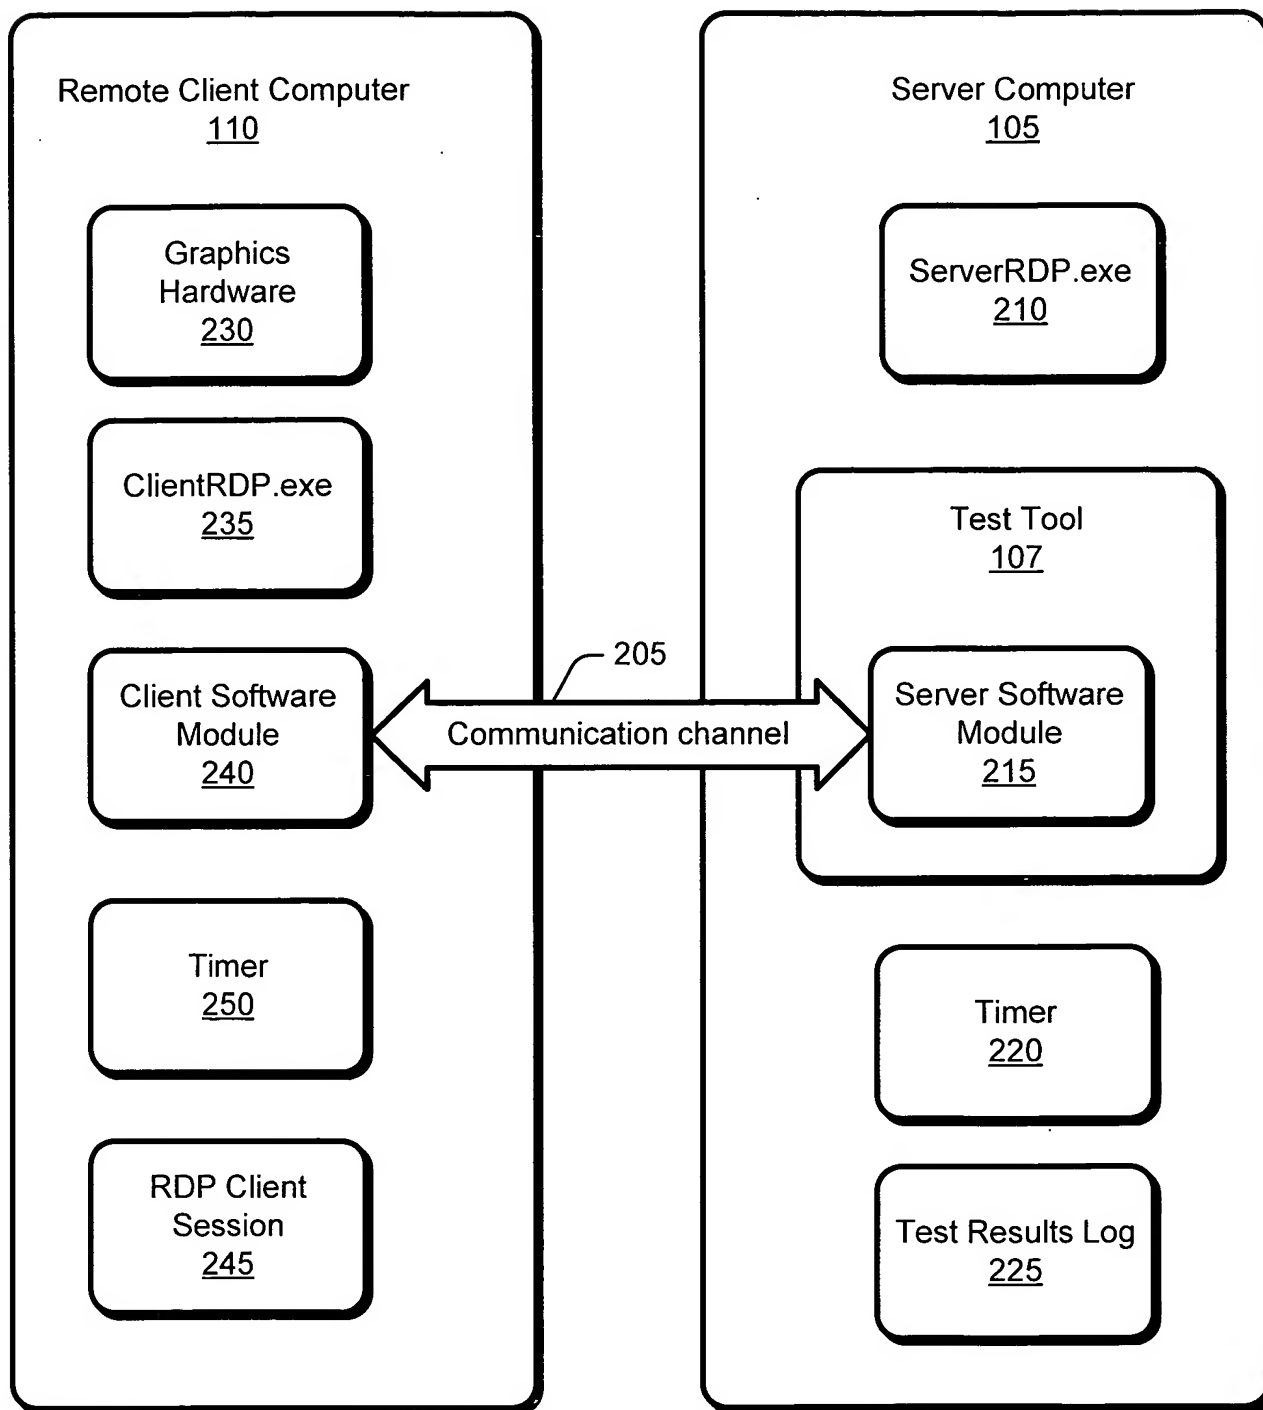 Remote Client Computer
110
Graphics
Hardware
230
ClientRDP.exe
235
Client Software
Module
240
Timer
250
RDP Client
Session
245
205
Communication channel
Server Computer
105
ServerRDP.exe
210
Test Tool
107
Server Software
Module
215
Timer
220
Test Results Log
225